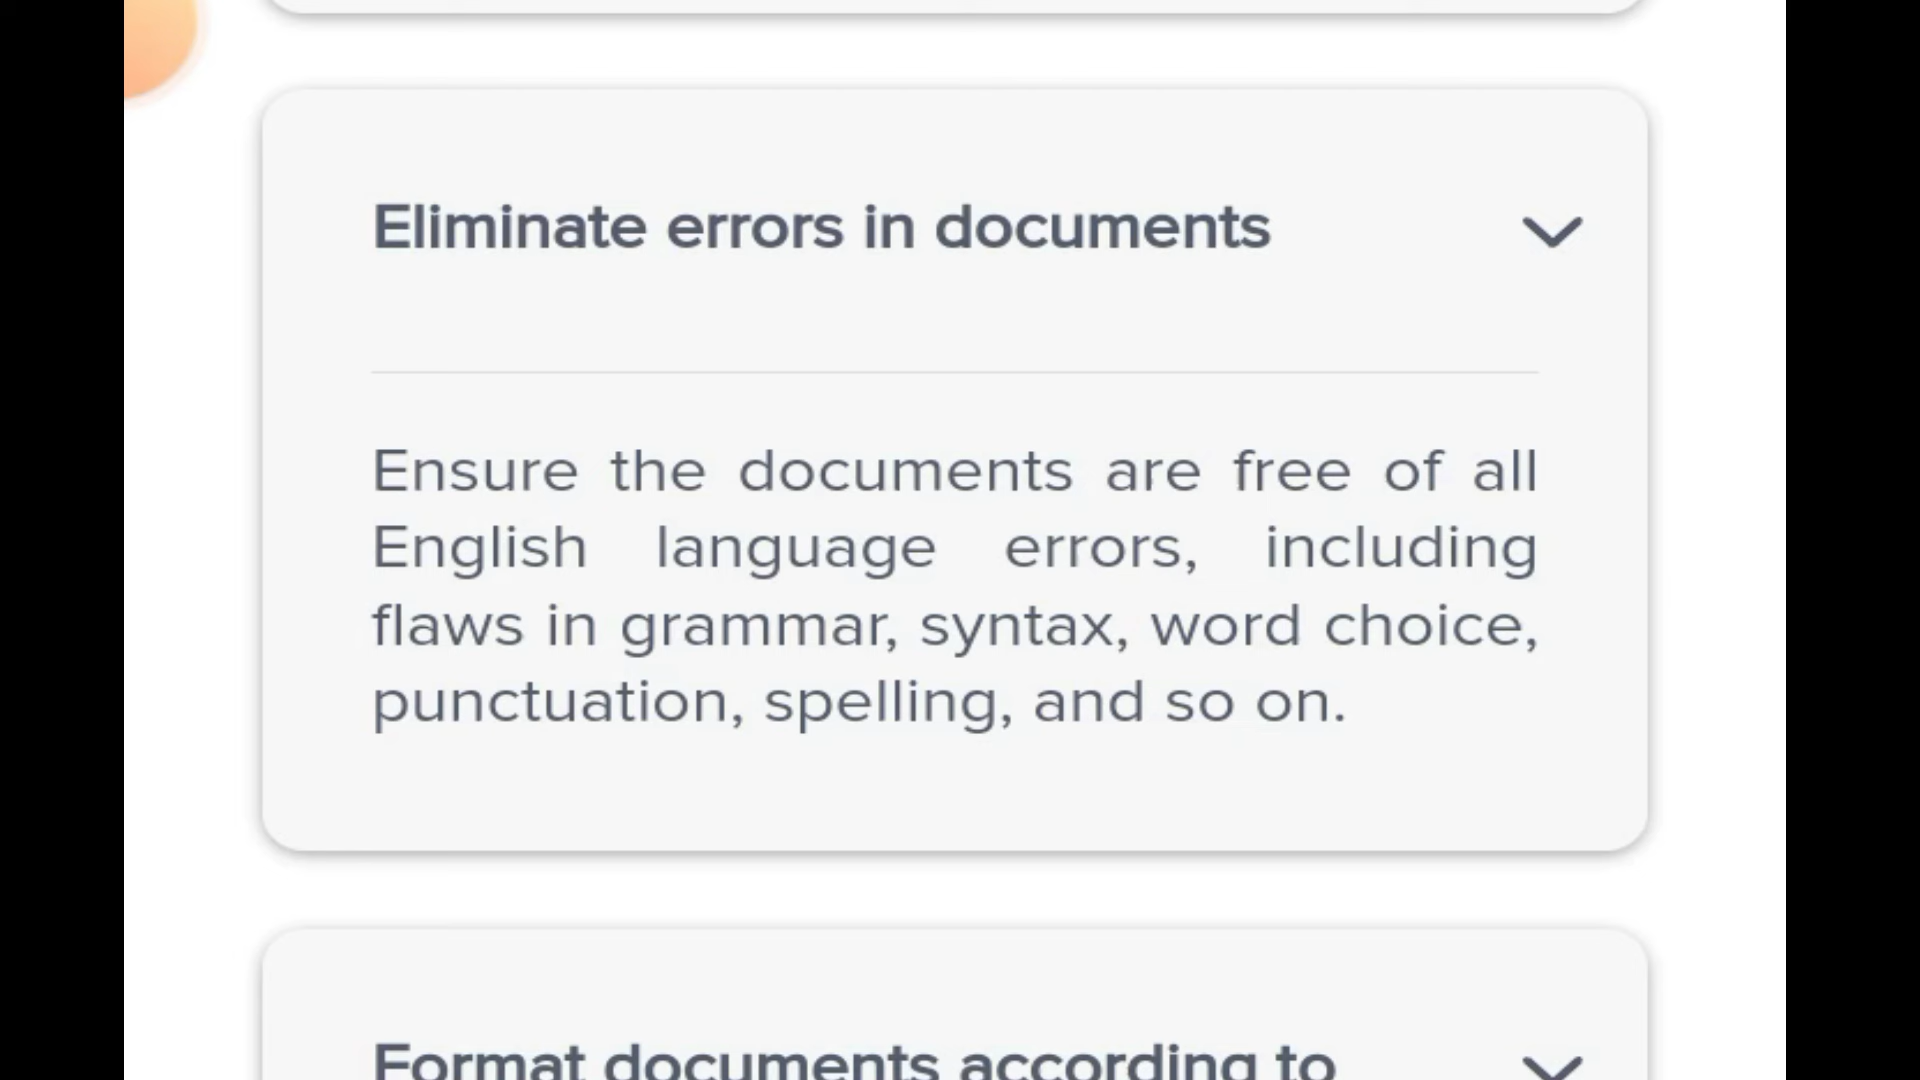 Eliminate errors in documents
Ensure the documents are free of all
English language errors, including
flaws in grammar, syntax, word choice,
punctuation, spelling, and so on.
Format documents according to